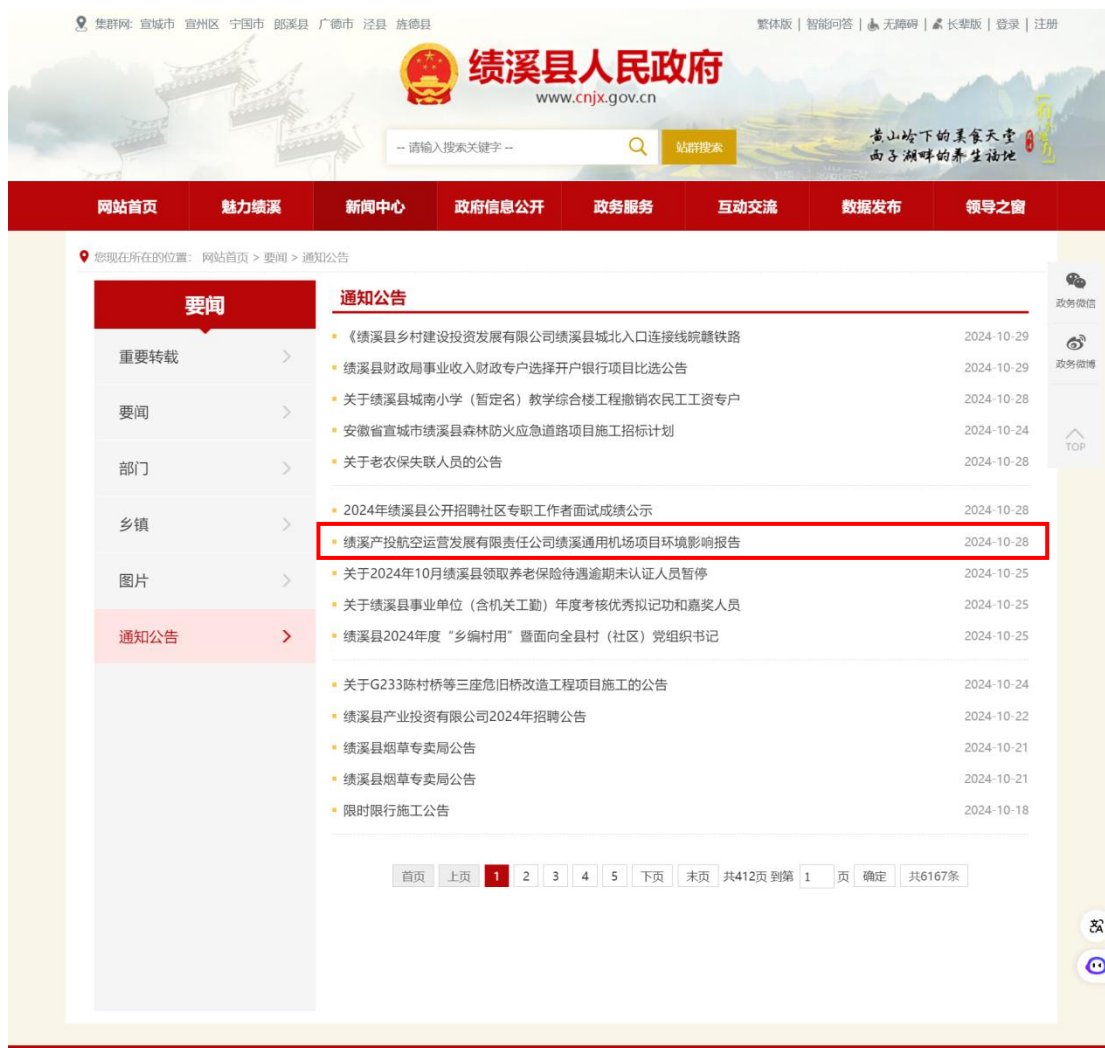 集群网: 宣城市 宣州区 宁国市 郎溪县 广德市 泾县 旌德县
繁体版 | 智能问答 | 无障碍 | 长辈版 | 登录 | 注册
绩溪县人民政府
www.cnjx.gov.cn
-- 请输入搜索关键字 --
站群搜索
黄山岭下的美食天堂
西子湖畔的养生福地
网站首页 魅力绩溪 新闻中心 政府信息公开 政务服务 互动交流 数据发布 领导之窗
您现在所在的位置: 网站首页 > 要闻 > 通知公告
要闻
重要转载
要闻
部门
乡镇
图片
通知公告
通知公告
《绩溪县乡村建设投资发展有限公司绩溪县城北入口连接线皖赣铁路 2024-10-29
绩溪县财政局事业收入财政专户选择开户银行项目比选公告 2024-10-29
关于绩溪县城南小学（暂定名）教学综合楼工程撤销农民工工资专户 2024-10-28
安徽省宣城市绩溪县森林防火应急道路项目施工招标计划 2024-10-24
关于老农保失联人员的公告 2024-10-28
2024年绩溪县公开招聘社区专职工作者面试成绩公示 2024-10-28
绩溪产投航空运营发展有限责任公司绩溪通用机场项目环境影响报告 2024-10-28
关于2024年10月绩溪县领取养老保险待遇逾期未认证人员暂停 2024-10-25
关于绩溪县事业单位（含机关工勤）年度考核优秀拟记功和嘉奖人员 2024-10-25
绩溪县2024年度“乡编村用”暨面向全县村（社区）党组织书记 2024-10-25
关于G233陈村桥等三座危旧桥改造工程项目施工的公告 2024-10-24
绩溪县产业投资有限公司2024年招聘公告 2024-10-22
绩溪县烟草专卖局公告 2024-10-21
绩溪县烟草专卖局公告 2024-10-21
限时限行施工公告 2024-10-18
首页 上页 1 2 3 4 5 下页 末页 共412页 到第 1 页 确定 共6167条
政务微信
政务微博
TOP